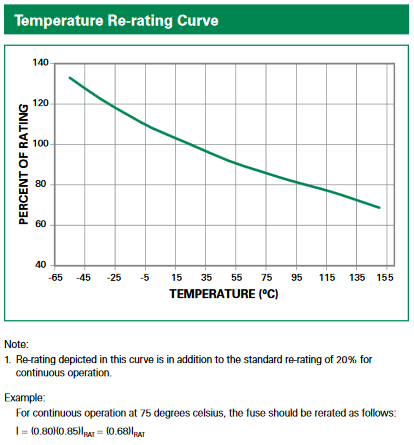 Temperature Re-rating Curve
PERCENT OF RATING
140
120
100
80
60
40
-65 -45 -25 -5 15 35 55 75 95 115 135 155
TEMPERATURE (ºC)
Note:
1. Re-rating depicted in this curve is in addition to the standard re-rating of 20% for
continuous operation.
Example:
For continuous operation at 75 degrees celsius, the fuse should be rerated as follows:
I = (0.80)(0.85)IRAT = (0.68)IRAT